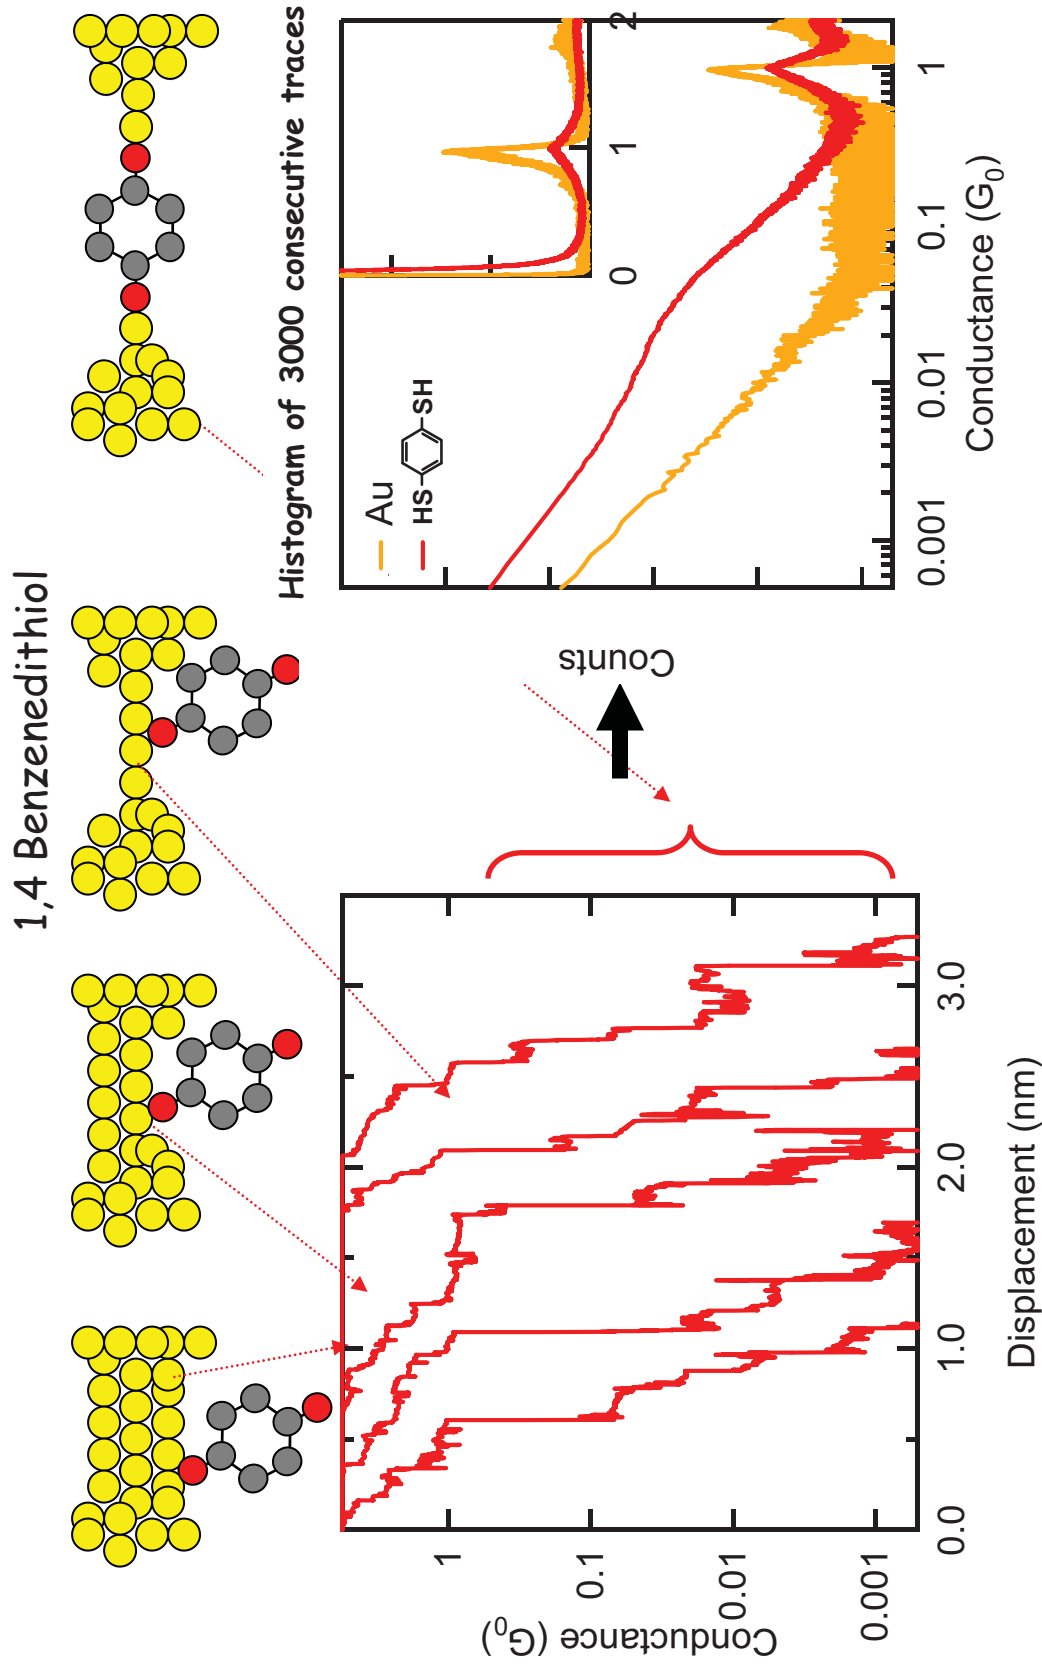 1,4 Benzenedithiol
Histogram of 3000 consecutive traces
Conductance (G0)
1
0.1
0.01
0.001
0.0
1.0
2.0
3.0
Displacement (nm)
Counts
Au
HS
SH
0
1
2
0.001
0.01
0.1
1
Conductance (G0)